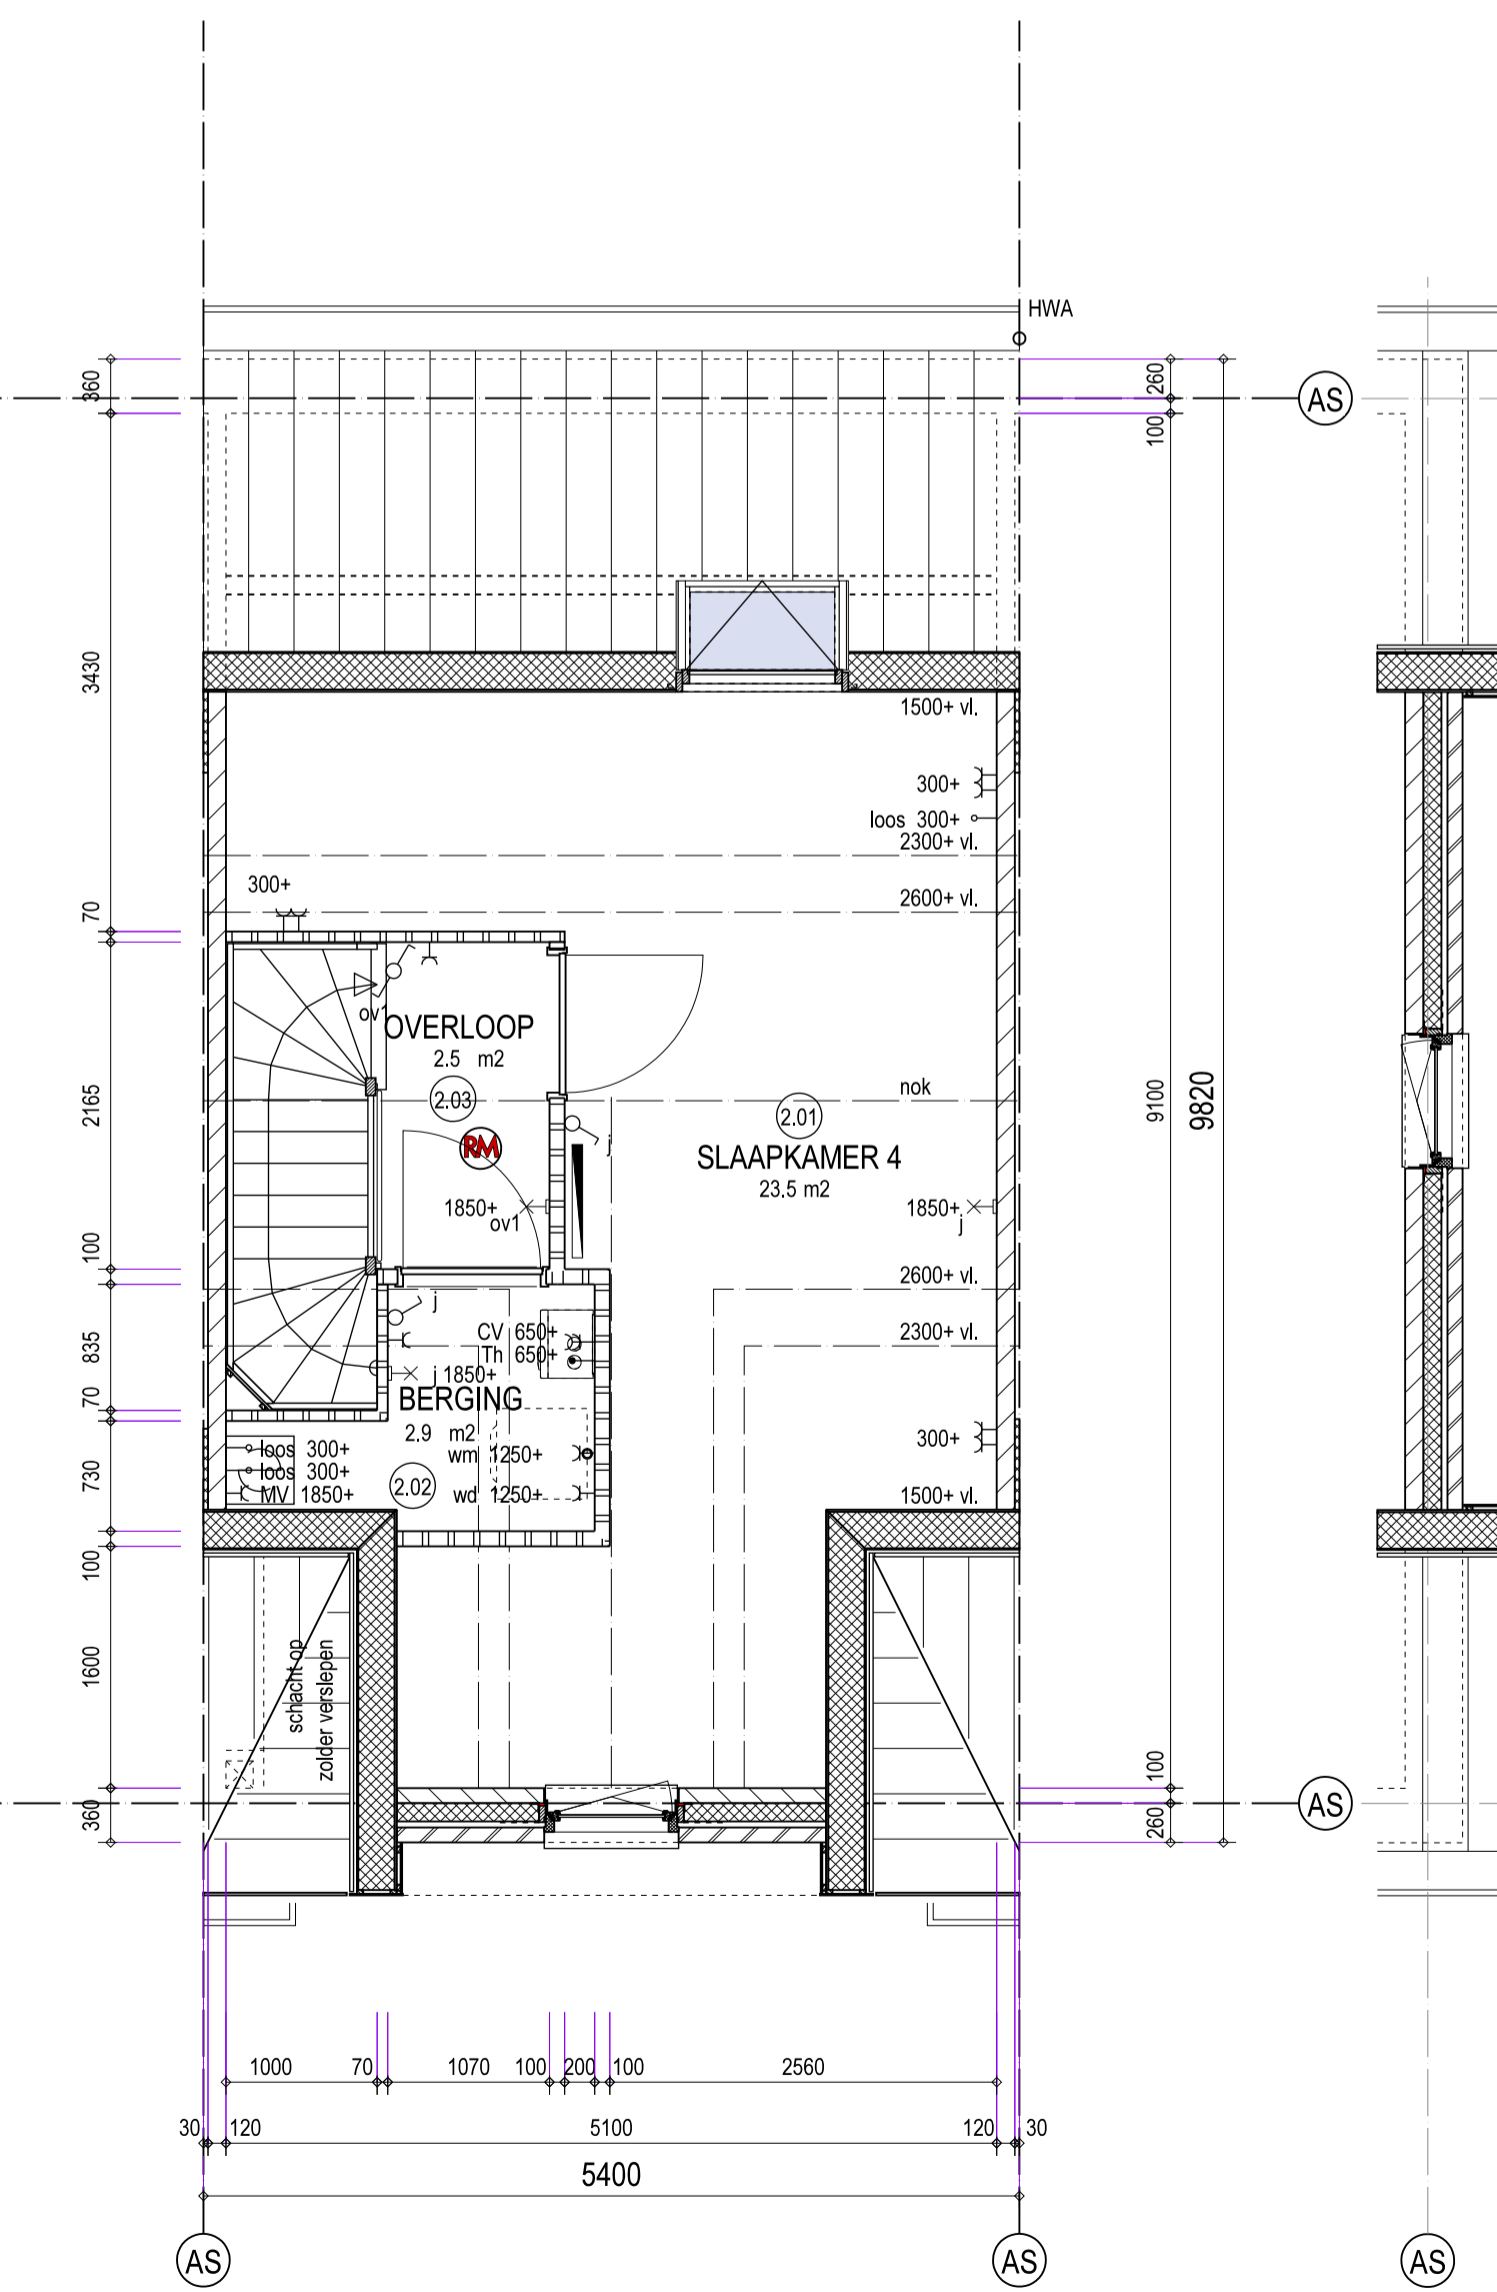 HWA
360
260
AS
100
3430
1500+ vl.
300+
loos 300+
2300+ vl.
300+
2600+ vl.
70
ov1
OVERLOOP
2.5 m2
2.03
nok
2165
9100
9820
2.01
RM
j
SLAAPKAMER 4
23.5 m2
1850+
ov1
1850+
j
100
2600+ vl.
j
CV 650+
Th 650+
2300+ vl.
835
j 1850+
BERGING
70
2.9 m2
300+
loos 300+
wm 1250+
loos 300+
730
2.02
MV 1850+
wd 1250+
1500+ vl.
100
schacht op
zolder verslepen
1600
100
360
260
AS
1000
70
1070
100
200
100
2560
30
120
5100
120
30
5400
AS
AS
AS